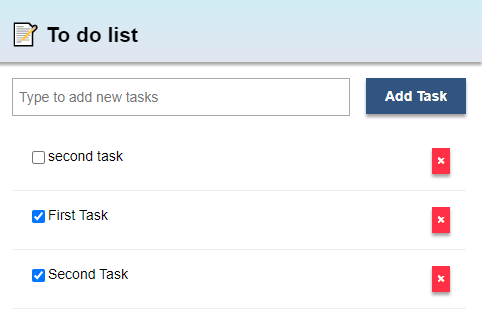 To do list
Type to add new tasks
Add Task
second task
×
First Task
×
Second Task
×